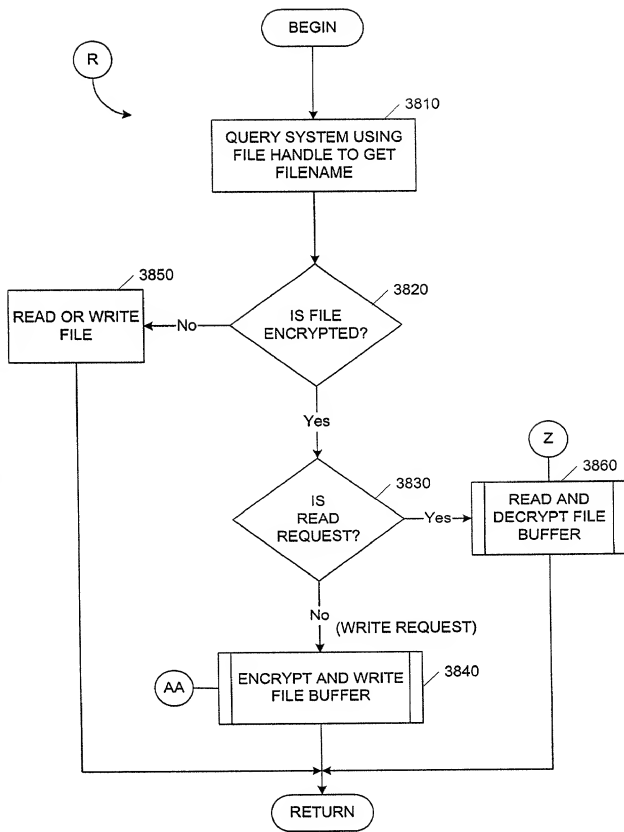 BEGIN
R
3810
QUERY SYSTEM USING
FILE HANDLE TO GET
FILENAME
3850
READ OR WRITE
FILE
No
3820
IS FILE
ENCRYPTED?
Yes
Z
3830
IS
READ
REQUEST?
Yes
3860
READ AND
DECRYPT FILE
BUFFER
No
(WRITE REQUEST)
AA
ENCRYPT AND WRITE
FILE BUFFER
3840
RETURN